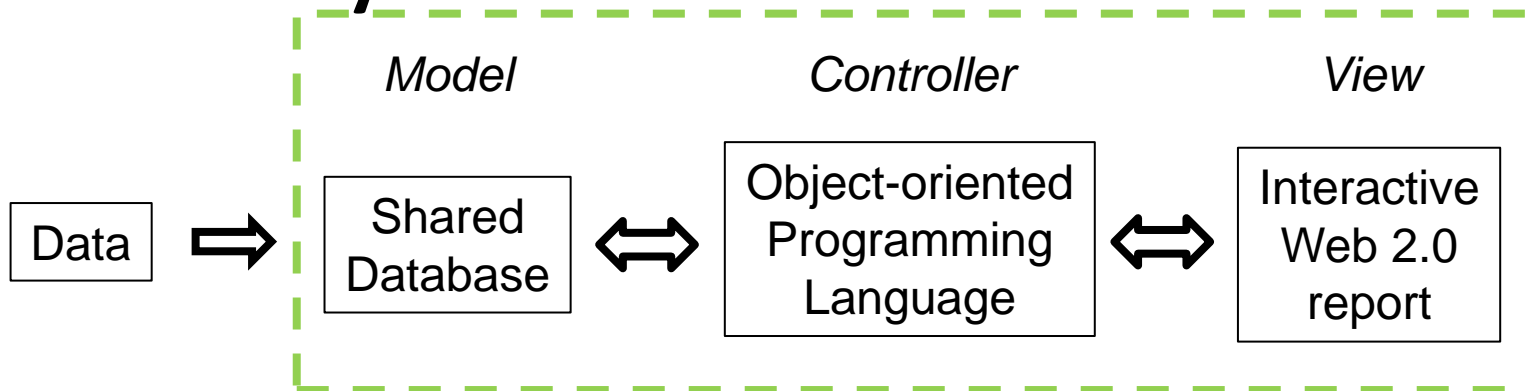 Model
Controller
View
Data
Shared
Database
Object-oriented
Programming
Language
Interactive
Web 2.0
report